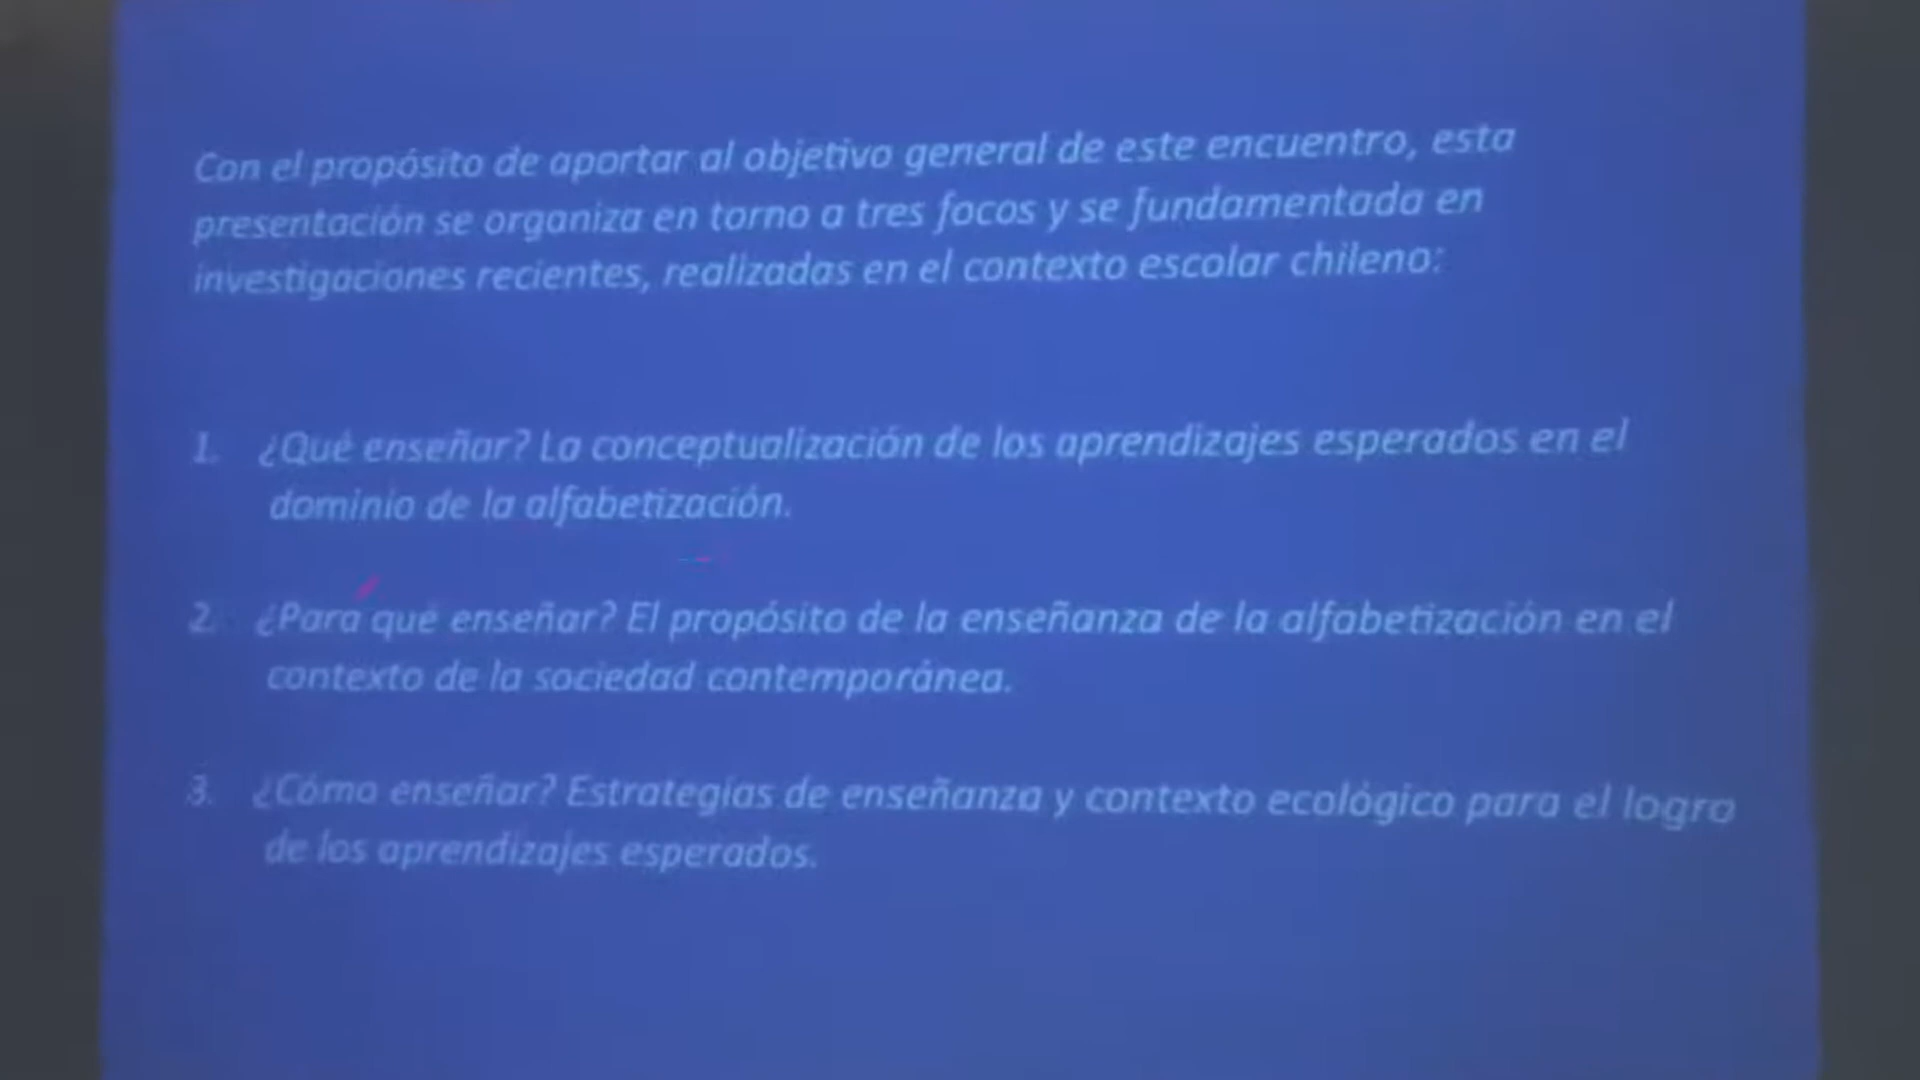 Con el propósito de aportar al objetivo general de este encuentro, esta
presentación se organiza en torno a tres focos y se fundamentada en
investigaciones recientes, realizadas en el contexto escolar chileno:
1. ¿Qué enseñar? La conceptualización de los aprendizajes esperados en el
dominio de la alfabetización.
2. ¿Para qué enseñar? El propósito de la enseñanza de la alfabetización en el
contexto de la sociedad contemporánea.
3. ¿Cómo enseñar? Estrategias de enseñanza y contexto ecológico para el logro
de los aprendizajes esperados.